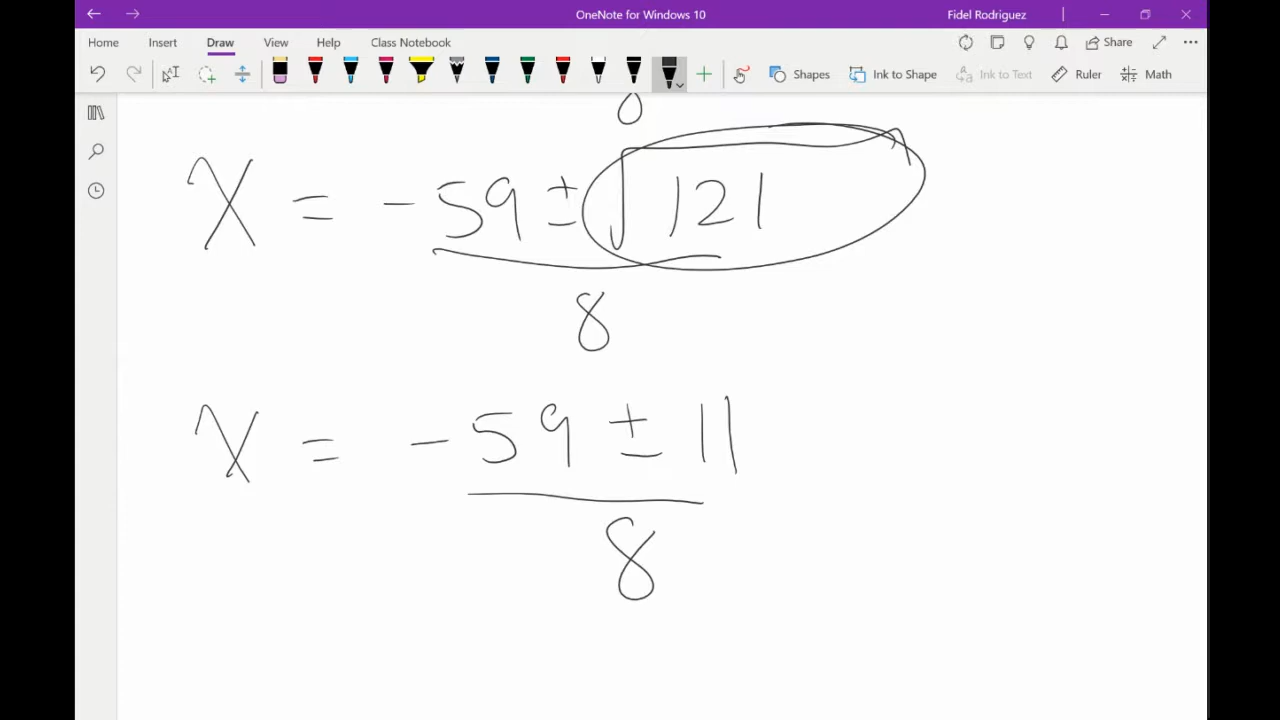 OneNote for Windows 10
Fidel Rodriguez
Home Insert Draw View Help Class Notebook
Share
Shapes Ink to Shape Ink to Text Ruler Math
X = -59 ± √121
8
X = -59 ± 11
8